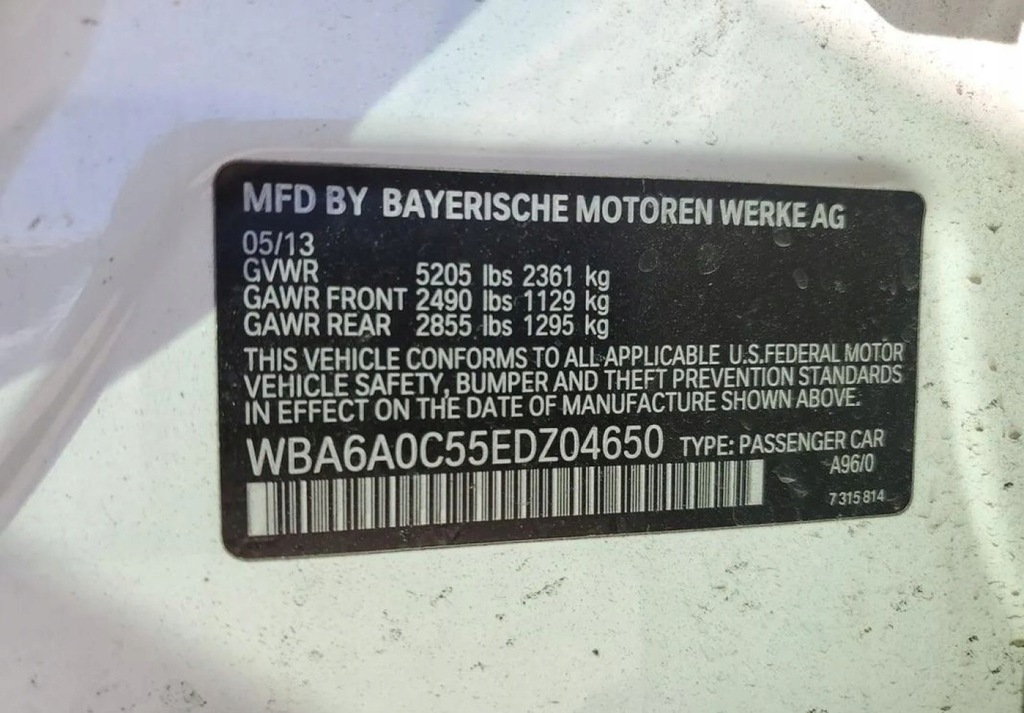 MFD BY BAYERISCHE MOTOREN WERKE AG
05/13
GVWR 5205 lbs 2361 kg
GAWR FRONT 2490 lbs 1129 kg
GAWR REAR 2855 lbs 1295 kg
THIS VEHICLE CONFORMS TO ALL APPLICABLE U.S.FEDERAL MOTOR
VEHICLE SAFETY, BUMPER AND THEFT PREVENTION STANDARDS
IN EFFECT ON THE DATE OF MANUFACTURE SHOWN ABOVE.
WBA6A0C55EDZ04650 TYPE: PASSENGER CAR
A96/0
7 315 814